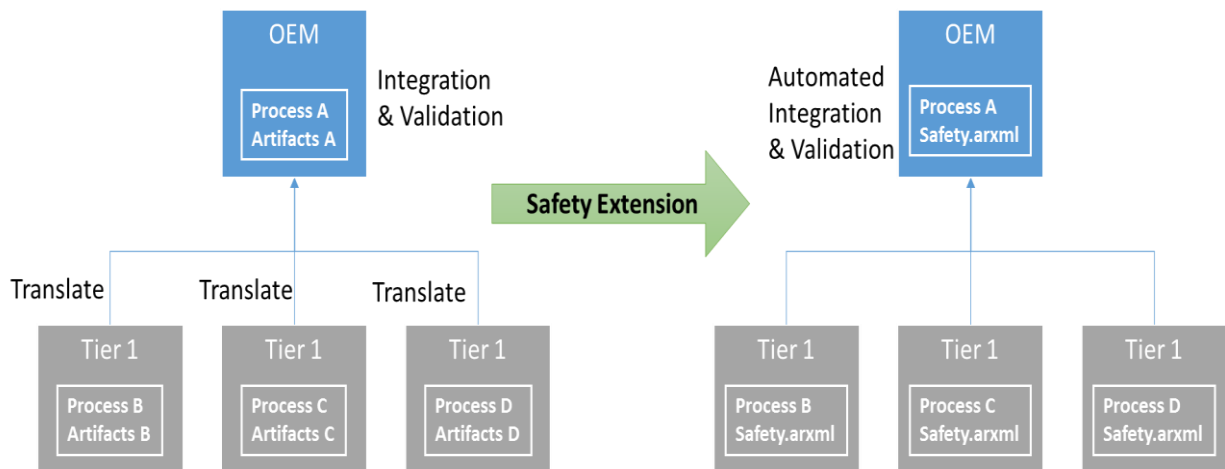 OEM
Process A
Artifacts A
Integration
& Validation
Translate
Translate
Translate
Tier 1
Process B
Artifacts B
Tier 1
Process C
Artifacts C
Tier 1
Process D
Artifacts D
Safety Extension
Automated
Integration
& Validation
OEM
Process A
Safety.arxml
Tier 1
Process B
Safety.arxml
Tier 1
Process C
Safety.arxml
Tier 1
Process D
Safety.arxml